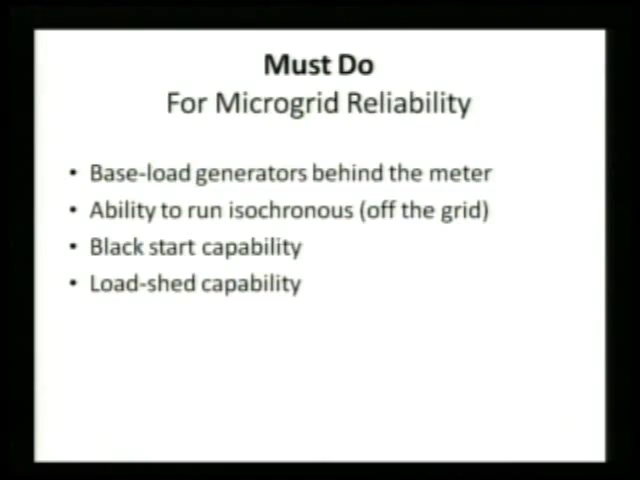 Must Do
For Microgrid Reliability
• Base-load generators behind the meter
• Ability to run isochronous (off the grid)
• Black start capability
• Load-shed capability